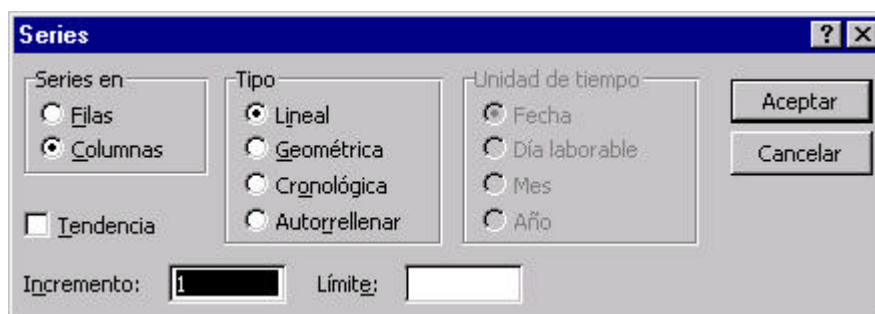 Series
Series en
Filas
Columnas
Tendencia
Tipo
Lineal
Geométrica
Cronológica
Autorrellenar
Unidad de tiempo
Fecha
Día laborable
Mes
Año
Aceptar
Cancelar
Incremento: 1
Límite: